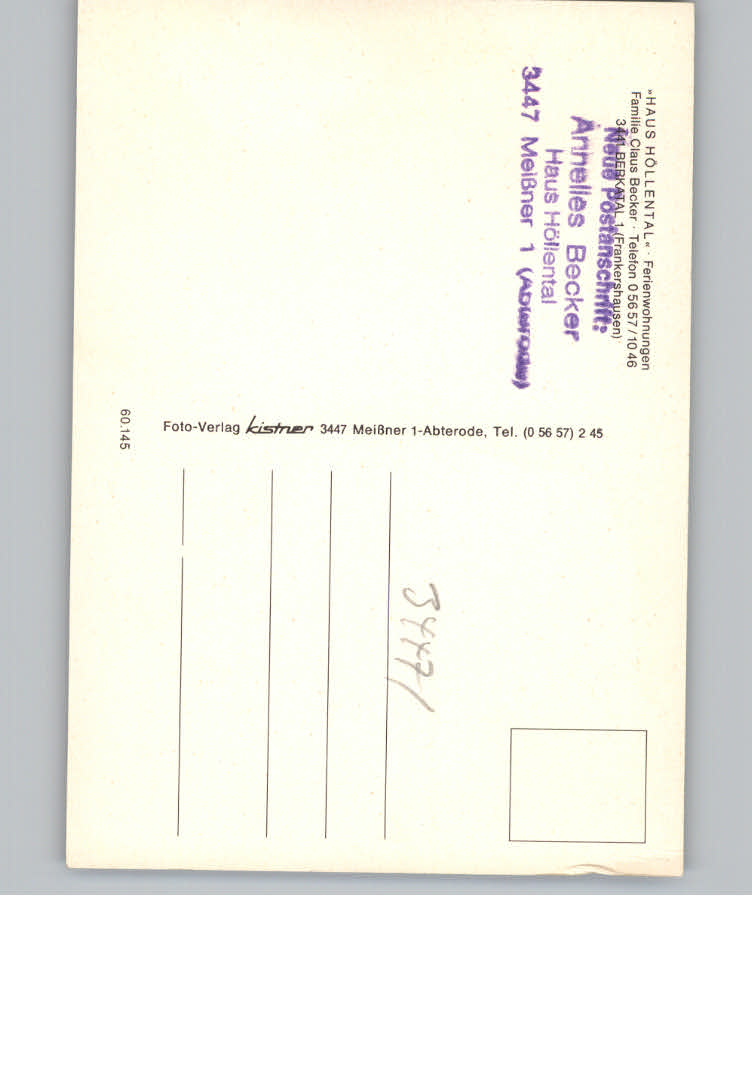 »HAUS HÖLLENTAL« · Ferienwohnungen
Familie Claus Becker · Telefon 0 56 57 / 10 46
3441 BERKATAL 1 (Frankershausen)
Neue Postanschrift:
Annelies Becker
Haus Höllental
3447 Meißner 1 (Abterode)
Foto-Verlag kistner 3447 Meißner 1-Abterode, Tel. (0 56 57) 2 45
60.145
3447/